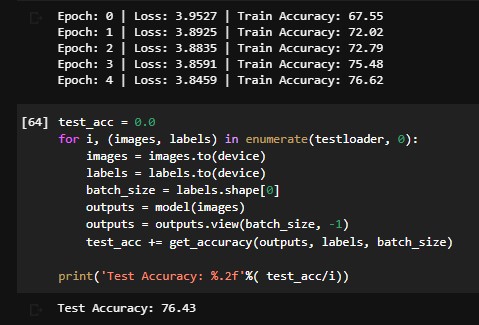 Epoch: 0 | Loss: 3.9527 | Train Accuracy: 67.55
Epoch: 1 | Loss: 3.8925 | Train Accuracy: 72.02
Epoch: 2 | Loss: 3.8835 | Train Accuracy: 72.79
Epoch: 3 | Loss: 3.8591 | Train Accuracy: 75.48
Epoch: 4 | Loss: 3.8459 | Train Accuracy: 76.62
[64] test_acc = 0.0
for i, (images, labels) in enumerate(testloader, 0):
    images = images.to(device)
    labels = labels.to(device)
    batch_size = labels.shape[0]
    outputs = model(images)
    outputs = outputs.view(batch_size, -1)
    test_acc += get_accuracy(outputs, labels, batch_size)
print('Test Accuracy: %.2f'%( test_acc/i))
Test Accuracy: 76.43